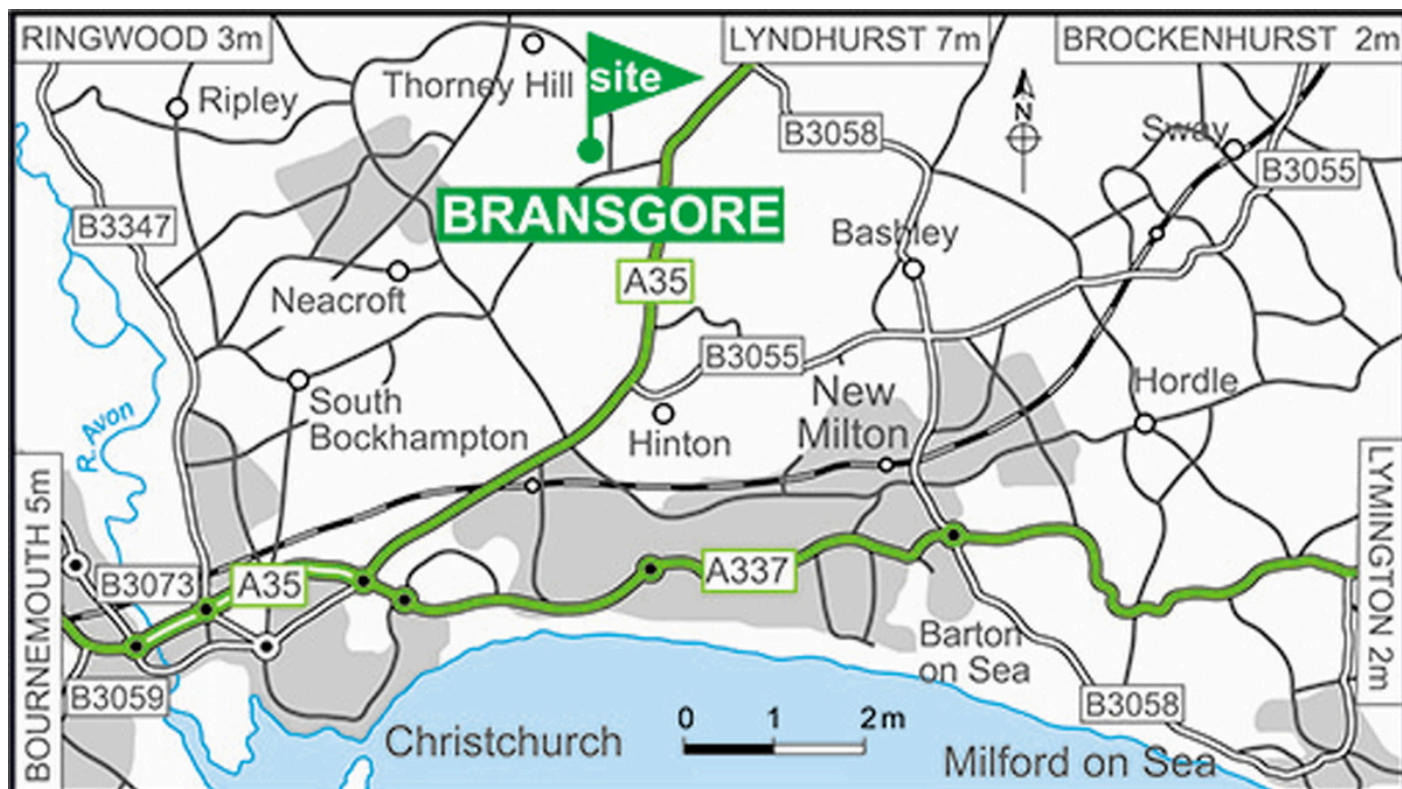 RINGWOOD 3m
LYNDHURST 7m
BROCKENHURST 2m
Thorney Hill
site
Ripley
B3058
N
Sway
B3055
B3347
BRANSGORE
Bashley
A35
Neacroft
B3055
South
Bockhampton
New
Milton
Hordle
R. Avon
Hinton
BOURNEMOUTH 5m
LYMINGTON 2m
B3073
A35
A337
Barton
on Sea
B3059
B3058
0 1 2 m
Christchurch
Milford on Sea